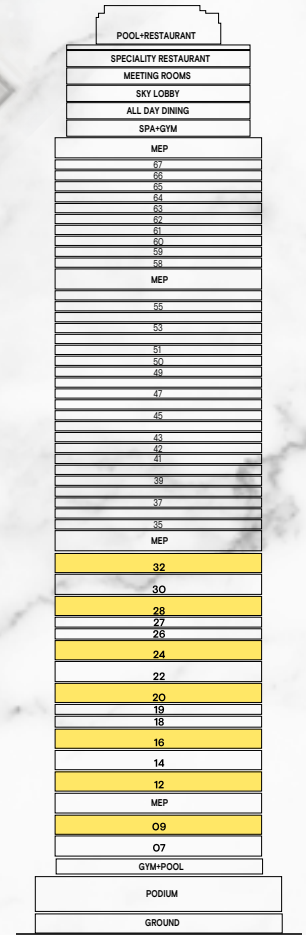 POOL+RESTAURANT
SPECIALITY RESTAURANT
MEETING ROOMS
SKY LOBBY
ALL DAY DINING
SPA+GYM
MEP
67
66
65
64
63
62
61
60
59
58
MEP
55
53
51
50
49
47
45
43
42
41
39
37
35
MEP
32
30
28
27
26
24
22
20
19
18
16
14
12
MEP
09
07
GYM+POOL
PODIUM
GROUND